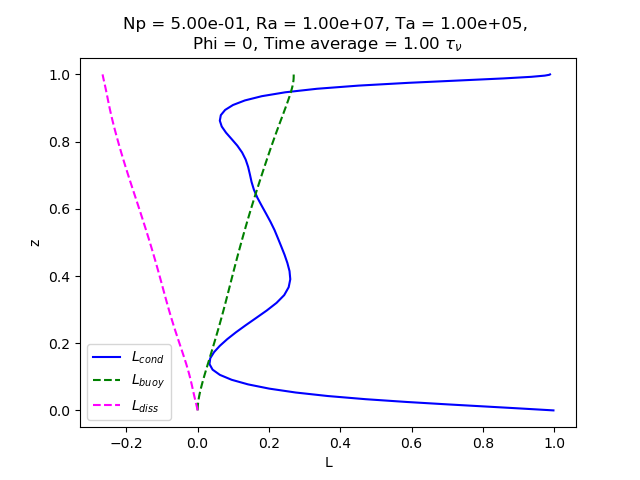 Np = 5.00e-01, Ra = 1.00e+07, Ta = 1.00e+05,
Phi = 0, Time average = 1.00 τ_ν
1.0
0.8
0.6
z
0.4
0.2
0.0
L_cond
L_buoy
L_diss
−0.2 0.0 0.2 0.4 0.6 0.8 1.0
L